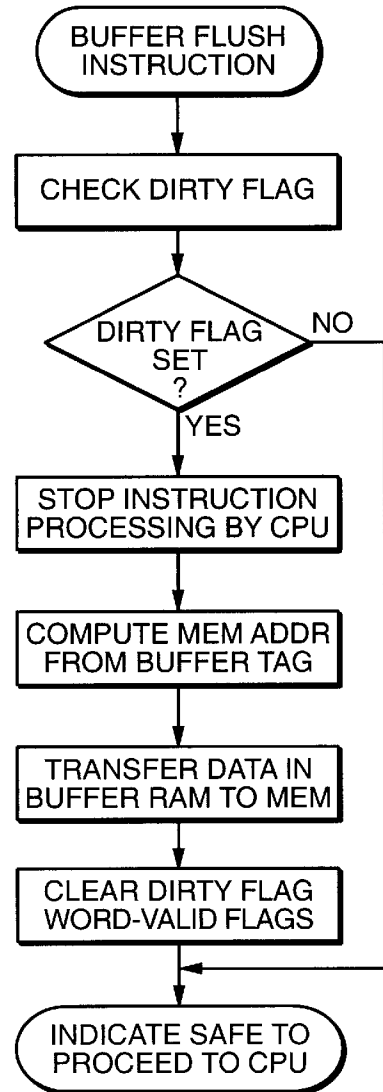 BUFFER FLUSH
INSTRUCTION
CHECK DIRTY FLAG
DIRTY FLAG
SET
?
NO
YES
STOP INSTRUCTION
PROCESSING BY CPU
COMPUTE MEM ADDR
FROM BUFFER TAG
TRANSFER DATA IN
BUFFER RAM TO MEM
CLEAR DIRTY FLAG
WORD-VALID FLAGS
INDICATE SAFE TO
PROCEED TO CPU